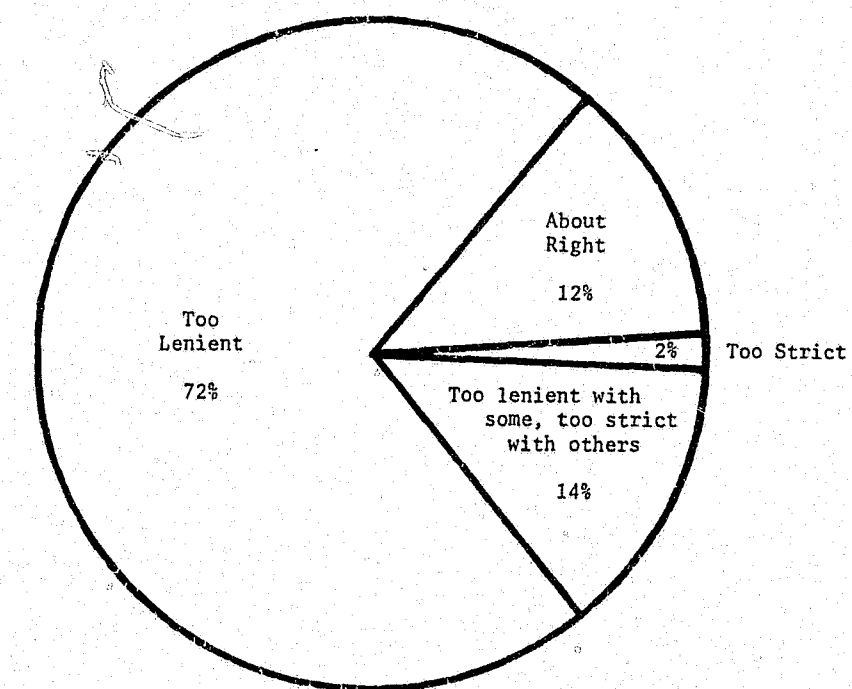 About
Right
12%
Too
Lenient
72%
2%
Too Strict
Too lenient with
some, too strict
with others
14%